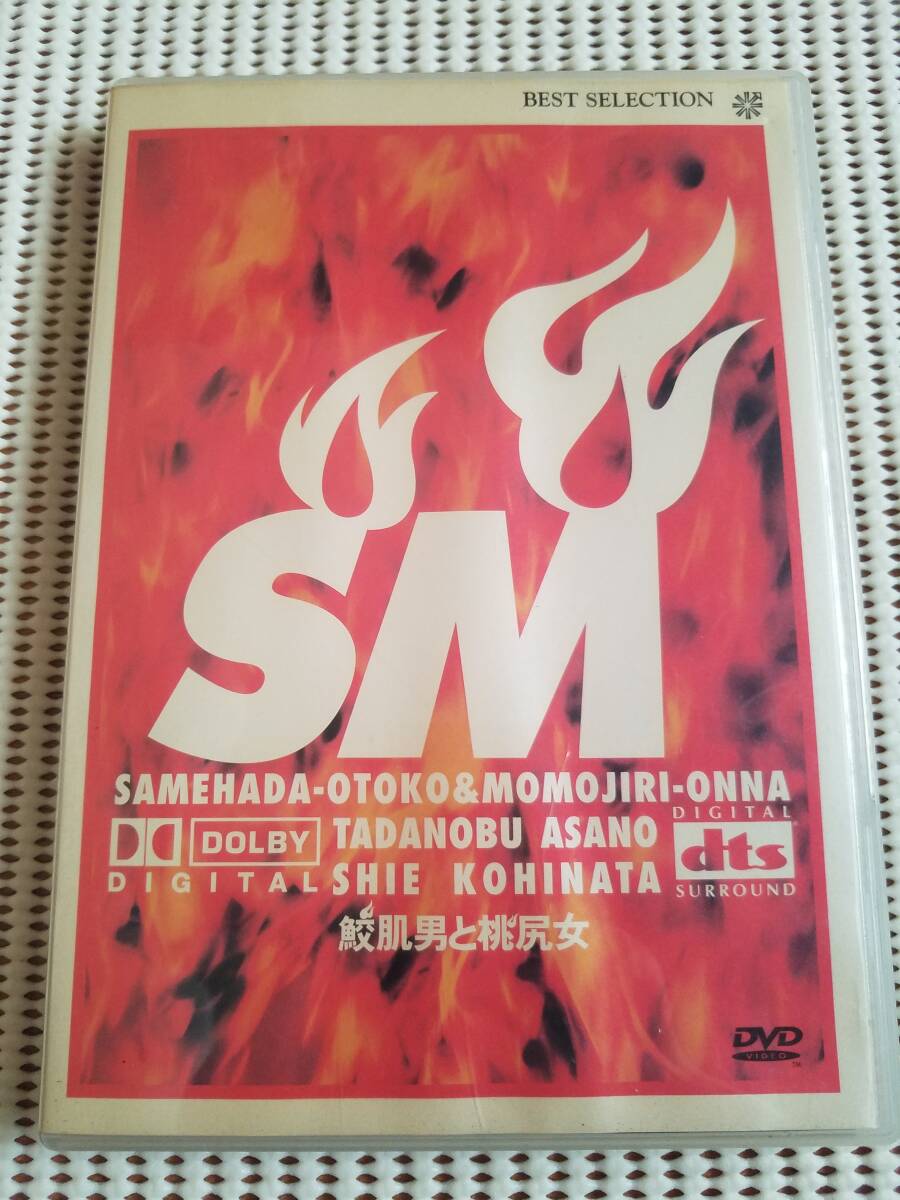 BEST SELECTION
SM
SAMEHADA-OTOKO&MOMOJIRI-ONNA
DOLBY
DIGITAL
TADANOBU ASANO
SHIE KOHINATA
DIGITAL
dts
SURROUND
鮫肌男と桃尻女
DVD
VIDEO
TM